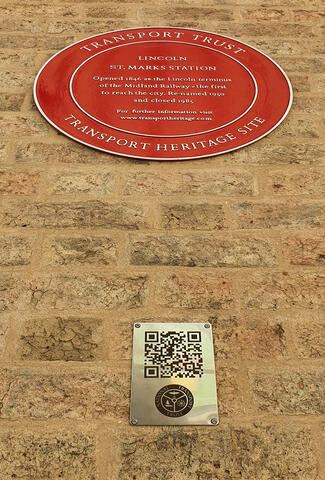 TRANSPORT TRUST
LINCOLN
ST. MARKS STATION
Opened 1846 as the Lincoln terminus
of the Midland Railway - the first
to reach the city. Re-named 1950
and closed 1985
For further information visit
www.transportheritage.com
TRANSPORT HERITAGE SITE